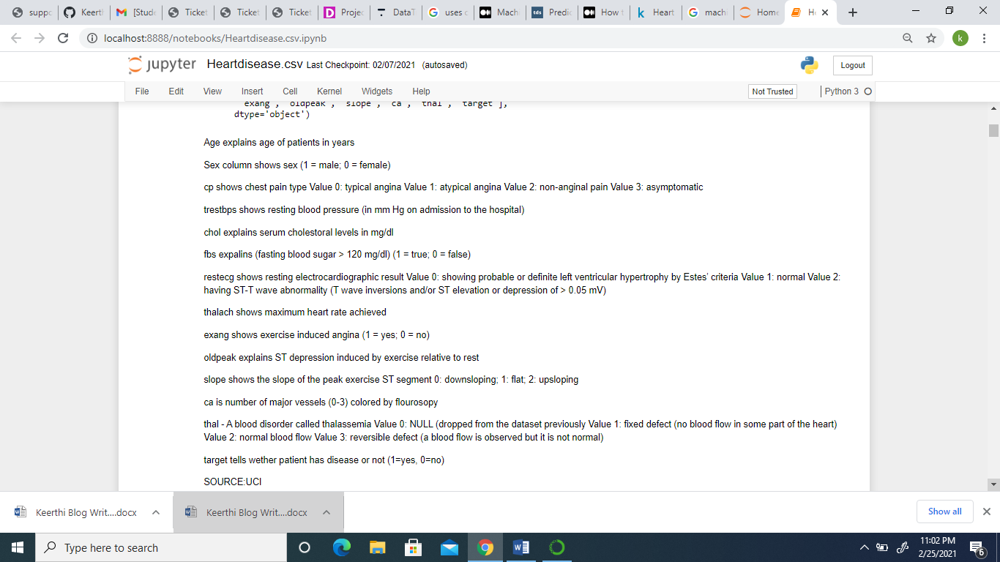 suppo
Keerth
[Stude
Ticket
Ticket
Ticket
Projec
DataT
uses o
Mach
Predic
How t
Heart
mach
Home
He
localhost:8888/notebooks/Heartdisease.csv.ipynb
k
jupyter Heartdisease.csv Last Checkpoint: 02/07/2021 (autosaved)
Logout
File Edit View Insert Cell Kernel Widgets Help
Not Trusted
Python 3
'exang', 'oldpeak', 'slope', 'ca', 'thal', 'target'],
dtype='object')
Age explains age of patients in years
Sex column shows sex (1 = male; 0 = female)
cp shows chest pain type Value 0: typical angina Value 1: atypical angina Value 2: non-anginal pain Value 3: asymptomatic
trestbps shows resting blood pressure (in mm Hg on admission to the hospital)
chol explains serum cholestoral levels in mg/dl
fbs expalins (fasting blood sugar > 120 mg/dl) (1 = true; 0 = false)
restecg shows resting electrocardiographic result Value 0: showing probable or definite left ventricular hypertrophy by Estes’ criteria Value 1: normal Value 2:
having ST-T wave abnormality (T wave inversions and/or ST elevation or depression of > 0.05 mV)
thalach shows maximum heart rate achieved
exang shows exercise induced angina (1 = yes; 0 = no)
oldpeak explains ST depression induced by exercise relative to rest
slope shows the slope of the peak exercise ST segment 0: downsloping; 1: flat; 2: upsloping
ca is number of major vessels (0-3) colored by flourosopy
thal - A blood disorder called thalassemia Value 0: NULL (dropped from the dataset previously Value 1: fixed defect (no blood flow in some part of the heart)
Value 2: normal blood flow Value 3: reversible defect (a blood flow is observed but it is not normal)
target tells wether patient has disease or not (1=yes, 0=no)
SOURCE:UCI
Keerthi Blog Writ....docx
Keerthi Blog Writ....docx
Show all
Type here to search
11:02 PM
2/25/2021
6